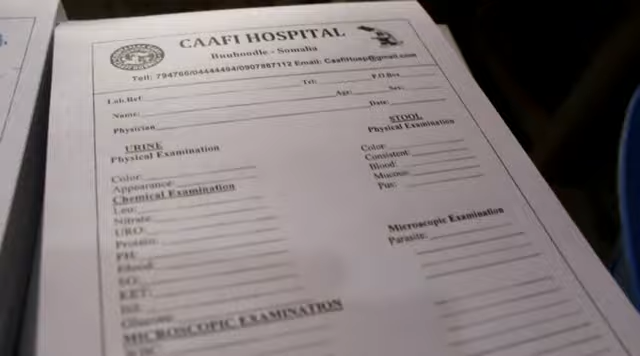 CAAFI HOSPITAL
Buuhoodle - Somalia
Tell: 794766/04444494/0907887112 Email: Caafihosp@gmail.com
Lab.Ref Tel: P.O Box
Name: Age: Sex:
Physician Date:
URINE
Physical Examination
Color:
Appearance:
Chemical Examination
Leu:
Nitrate:
URO:
Protein:
PH:
Blood:
SG:
KET:
Bil:
Glucose:
MICROSCOPIC EXAMINATION
STOOL
Physical Examination
Color:
Consistent:
Blood:
Mucous:
Pus:
Microscopic Examination
Parasite: